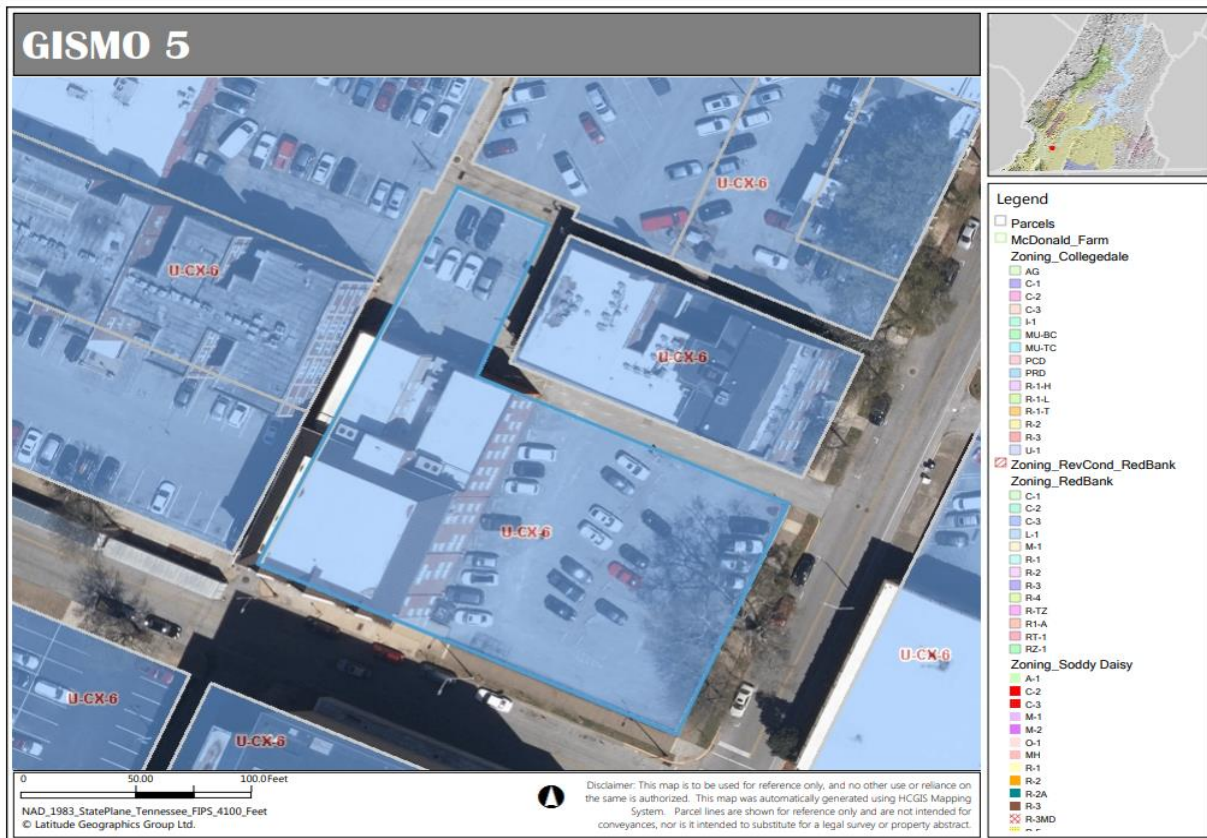 GISMO 5
U-CX-6
U-CX-6
U-CX-6
U-CX-6
U-CX-6
U-CX-6
U-CX-6
0 50.00 100.0 Feet
NAD_1983_StatePlane_Tennessee_FIPS_4100_Feet
© Latitude Geographics Group Ltd.
Disclaimer: This map is to be used for reference only, and no other use or reliance on
the same is authorized. This map was automatically generated using HCGIS Mapping
System. Parcel lines are shown for reference only and are not intended for
conveyances, nor is it intended to substitute for a legal survey or property abstract.
Legend
Parcels
McDonald_Farm
Zoning_Collegedale
AG
C-1
C-2
C-3
I-1
MU-BC
MU-TC
PCD
PRD
R-1-H
R-1-L
R-1-T
R-2
R-3
U-1
Zoning_RevCond_RedBank
Zoning_RedBank
C-1
C-2
C-3
L-1
M-1
R-1
R-2
R-3
R-4
R-TZ
R1-A
RT-1
RZ-1
Zoning_Soddy Daisy
A-1
C-2
C-3
M-1
M-2
O-1
MH
R-1
R-2
R-2A
R-3
R-3MD